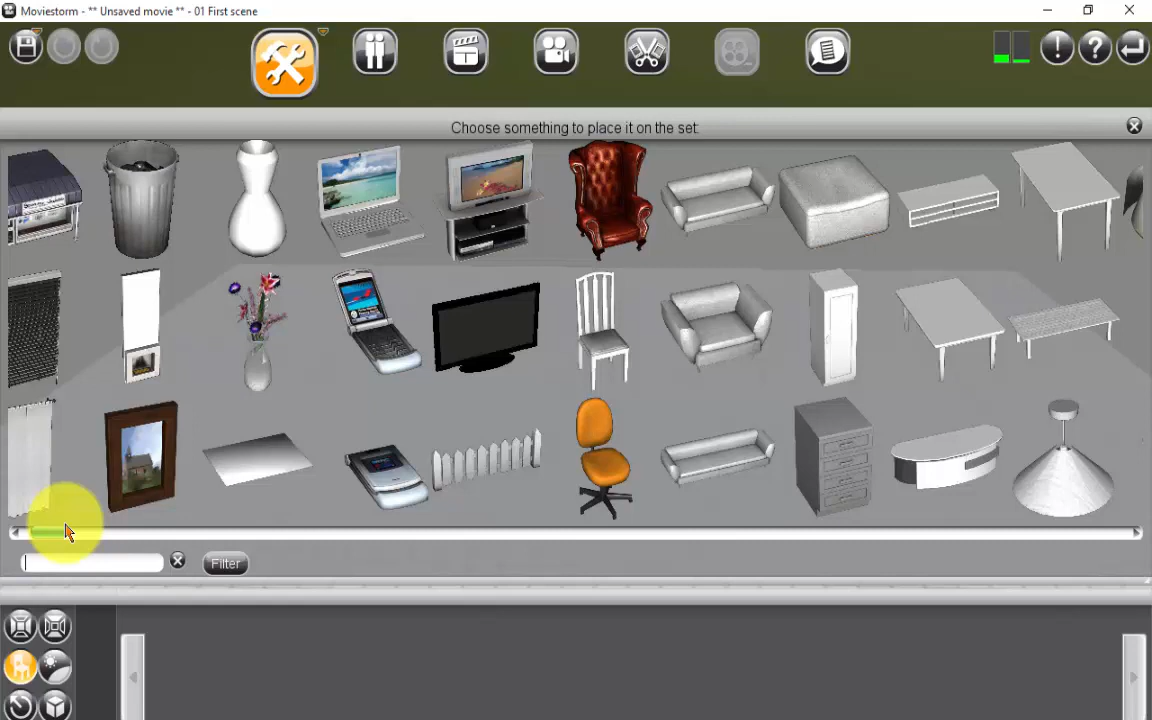 Moviestorm - ** Unsaved movie ** - 01 First scene
Choose something to place it on the set:
Filter